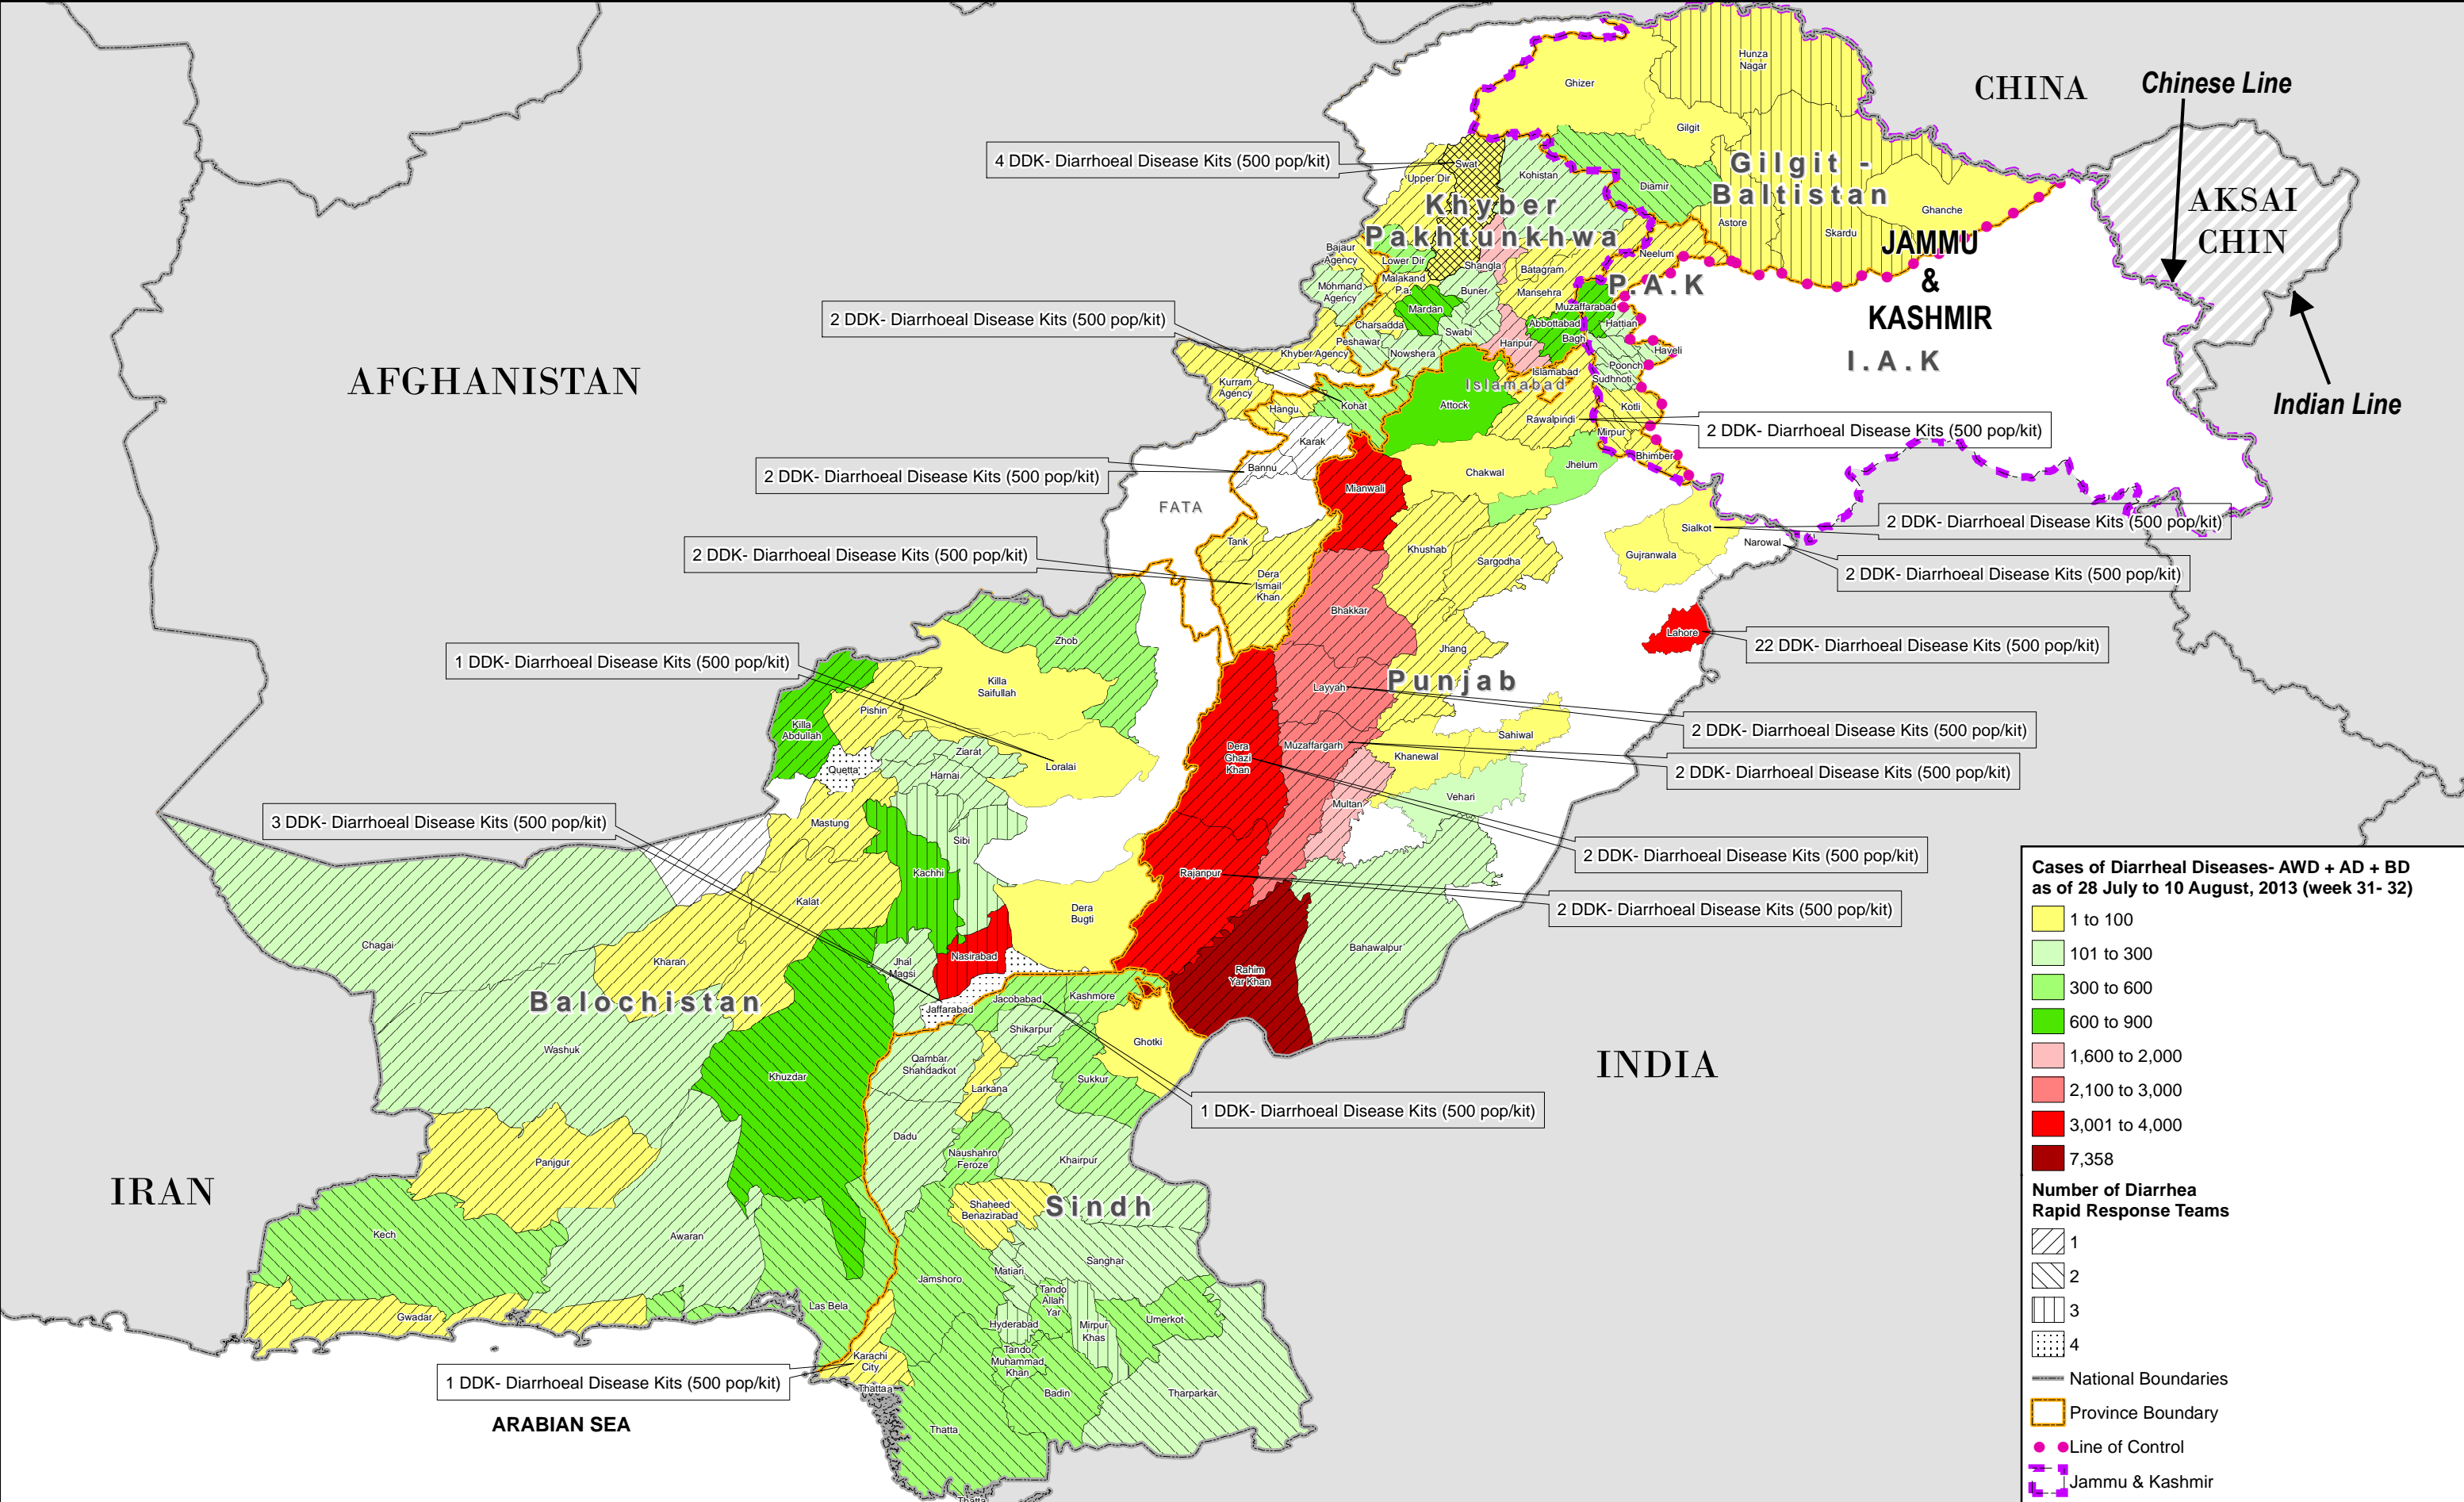 CHINA
Chinese Line
AKSAI
CHIN
Indian Line
Hunza
Nagar
Ghizer
Gilgit
Gilgit -
Baltistan
Ghanche
Astore
Skardu
Diamir
JAMMU
&
KASHMIR
I.A.K
P.A.K
4 DDK- Diarrhoeal Disease Kits (500 pop/kit)
Swat
Upper Dir
Kohistan
Khyber
Pakhtunkhwa
Bajaur
Agency
Lower Dir
Shangla
Batagram
Neelum
Malakand
P.a.
Mohmand
Agency
Buner
Mansehra
Muzaffarabad
Mardan
Charsadda
Swabi
Abbottabad
Hattian
Peshawar
Nowshera
Haripur
Bagh
Haveli
Khyber Agency
Poonch
Islamabad
Islamabad
Sudhnoti
Kurram
Agency
Hangu
Kohat
Attock
Rawalpindi
Kotli
Mirpur
Bhimber
2 DDK- Diarrhoeal Disease Kits (500 pop/kit)
2 DDK- Diarrhoeal Disease Kits (500 pop/kit)
AFGHANISTAN
Karak
Bannu
2 DDK- Diarrhoeal Disease Kits (500 pop/kit)
Mianwali
Chakwal
Jhelum
FATA
Tank
Dera
Ismail
Khan
2 DDK- Diarrhoeal Disease Kits (500 pop/kit)
Khushab
Sargodha
Gujranwala
Sialkot
Narowal
2 DDK- Diarrhoeal Disease Kits (500 pop/kit)
2 DDK- Diarrhoeal Disease Kits (500 pop/kit)
Bhakkar
Lahore
22 DDK- Diarrhoeal Disease Kits (500 pop/kit)
Jhang
Punjab
Layyah
2 DDK- Diarrhoeal Disease Kits (500 pop/kit)
Zhob
1 DDK- Diarrhoeal Disease Kits (500 pop/kit)
Killa
Saifullah
Pishin
Killa
Abdullah
Quetta
Ziarat
Harnai
Loralai
Dera
Ghazi
Khan
Muzaffargarh
Khanewal
Sahiwal
2 DDK- Diarrhoeal Disease Kits (500 pop/kit)
Multan
Vehari
2 DDK- Diarrhoeal Disease Kits (500 pop/kit)
3 DDK- Diarrhoeal Disease Kits (500 pop/kit)
Mastung
Sibi
Kachhi
Rajanpur
2 DDK- Diarrhoeal Disease Kits (500 pop/kit)
Kalat
Dera
Bugti
Bahawalpur
Chagai
Kharan
Jhal
Magsi
Nasirabad
Rahim
Yar Khan
Balochistan
Jaffarabad
Jacobabad
Kashmore
Washuk
Shikarpur
Ghotki
INDIA
Khuzdar
Qambar
Shahdadkot
Larkana
Sukkur
1 DDK- Diarrhoeal Disease Kits (500 pop/kit)
Dadu
Naushahro
Feroze
Khairpur
Panjgur
IRAN
Shaheed
Benazirabad
Sindh
Kech
Awaran
Matiari
Sanghar
Jamshoro
Tando
Allah
Yar
Las Bela
Gwadar
Hyderabad
Mirpur
Khas
Umerkot
Tando
Muhammad
Khan
Karachi
City
1 DDK- Diarrhoeal Disease Kits (500 pop/kit)
Thattaa
Badin
Tharparkar
ARABIAN SEA
Thatta
Thatta
Cases of Diarrheal Diseases- AWD + AD + BD
as of 28 July to 10 August, 2013 (week 31- 32)
1 to 100
101 to 300
300 to 600
600 to 900
1,600 to 2,000
2,100 to 3,000
3,001 to 4,000
7,358
Number of Diarrhea
Rapid Response Teams
1
2
3
4
National Boundaries
Province Boundary
Line of Control
Jammu & Kashmir